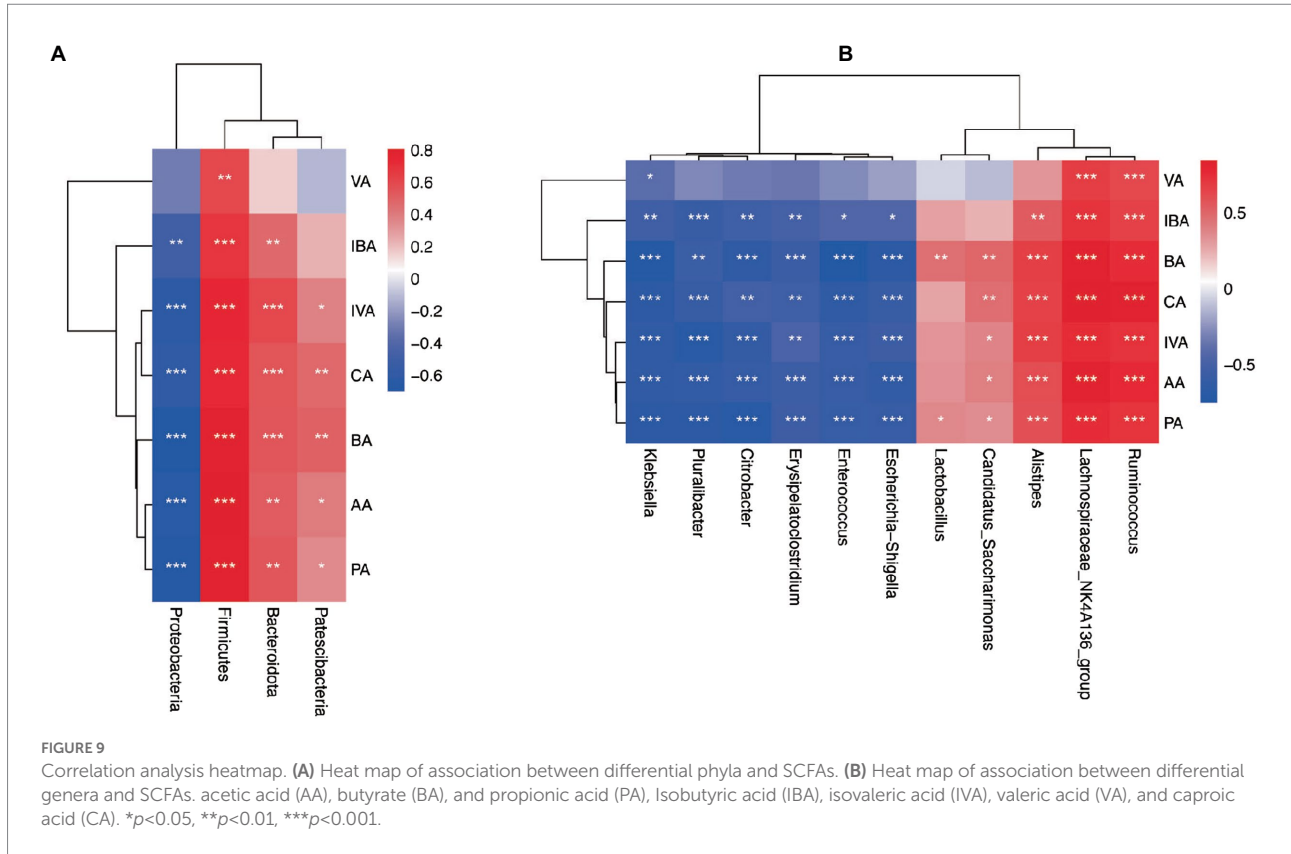 A
B
0.8
0.6
0.4
0.2
0
−0.2
−0.4
−0.6
VA
IBA
IVA
CA
BA
AA
PA
**
** *** **
*** *** *** *
*** *** *** **
*** *** *** **
*** *** ** *
*** *** ** *
Proteobacteria
Firmicutes
Bacteroidota
Patescibacteria
0.5
0
−0.5
VA
IBA
BA
CA
IVA
AA
PA
* *** ***
** *** ** ** * * ** *** ***
*** ** *** *** *** *** ** ** *** *** ***
*** *** ** ** *** *** ** *** *** ***
*** *** *** ** *** *** * *** *** ***
*** *** *** *** *** *** * *** *** ***
*** *** *** *** *** *** * * *** *** ***
Klebsiella
Pluralibacter
Citrobacter
Erysipelatoclostridium
Enterococcus
Escherichia−Shigella
Lactobacillus
Candidatus_Saccharimonas
Alistipes
Lachnospiraceae_NK4A136_group
Ruminococcus
FIGURE 9
Correlation analysis heatmap. (A) Heat map of association between differential phyla and SCFAs. (B) Heat map of association between differential
genera and SCFAs. acetic acid (AA), butyrate (BA), and propionic acid (PA), Isobutyric acid (IBA), isovaleric acid (IVA), valeric acid (VA), and caproic
acid (CA). *p<0.05, **p<0.01, ***p<0.001.